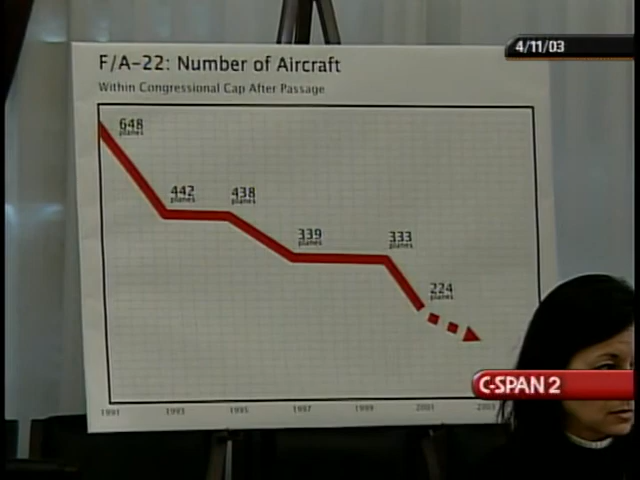 4/11/03
F/A-22: Number of Aircraft
Within Congressional Cap After Passage
648
planes
442
planes
438
planes
339
planes
333
planes
224
planes
C-SPAN 2
1991 1993 1995 1997 1999 2001 2003